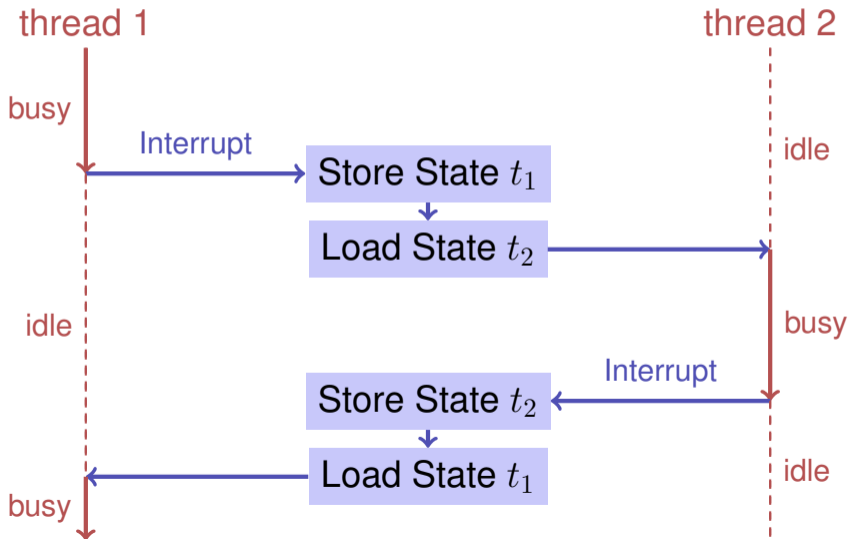 thread 1
thread 2
busy
Interrupt
idle
Store State t₁
Load State t₂
idle
busy
Interrupt
Store State t₂
idle
Load State t₁
busy